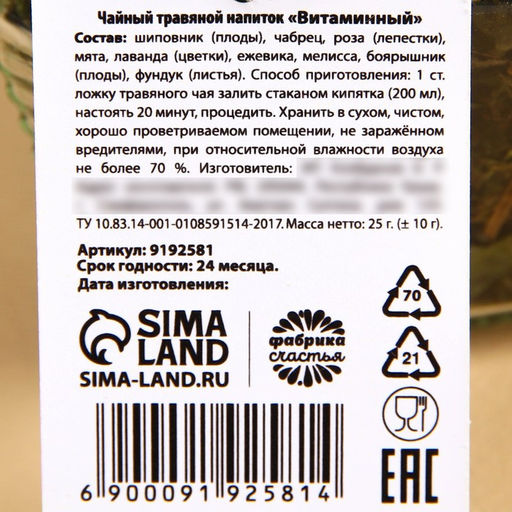 Чайный травяной напиток «Витаминный»
Состав: шиповник (плоды), чабрец, роза (лепестки),
мята, лаванда (цветки), ежевика, мелисса, боярышник
(плоды), фундук (листья). Способ приготовления: 1 ст.
ложку травяного чая залить стаканом кипятка (200 мл),
настоять 20 минут, процедить. Хранить в сухом, чистом,
хорошо проветриваемом помещении, не заражённом
вредителями, при относительной влажности воздуха
не более 70 %. Изготовитель:
ТУ 10.83.14-001-0108591514-2017. Масса нетто: 25 г. (± 10 г).
Артикул: 9192581
Срок годности: 24 месяца.
Дата изготовления:
70
21
SIMA
LAND
SIMA-LAND.RU
фабрика
счастья
EAC
6 900091 925814